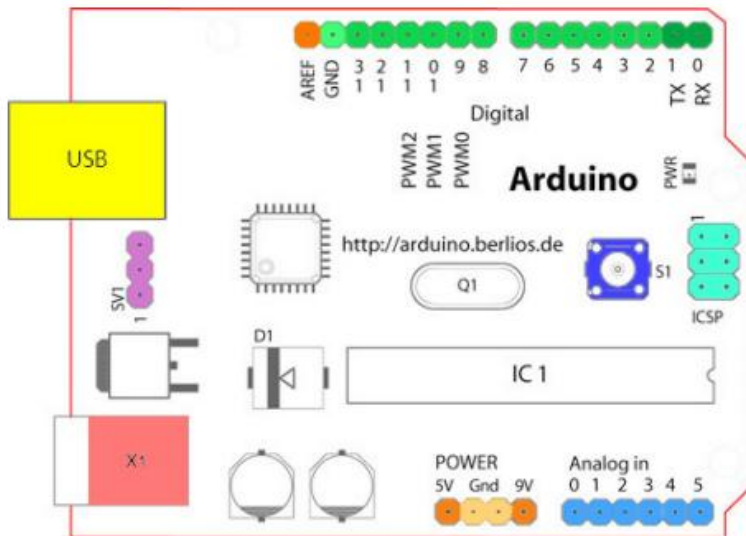 AREF GND 13 12 11 10 9 8 7 6 5 4 3 2 1 0
TX RX
Digital
USB
PWM2 PWM1 PWM0
Arduino
PWR
1
http://arduino.berlios.de
SV1
1
Q1
S1
ICSP
D1
IC 1
X1
POWER
5V Gnd 9V
Analog in
0 1 2 3 4 5